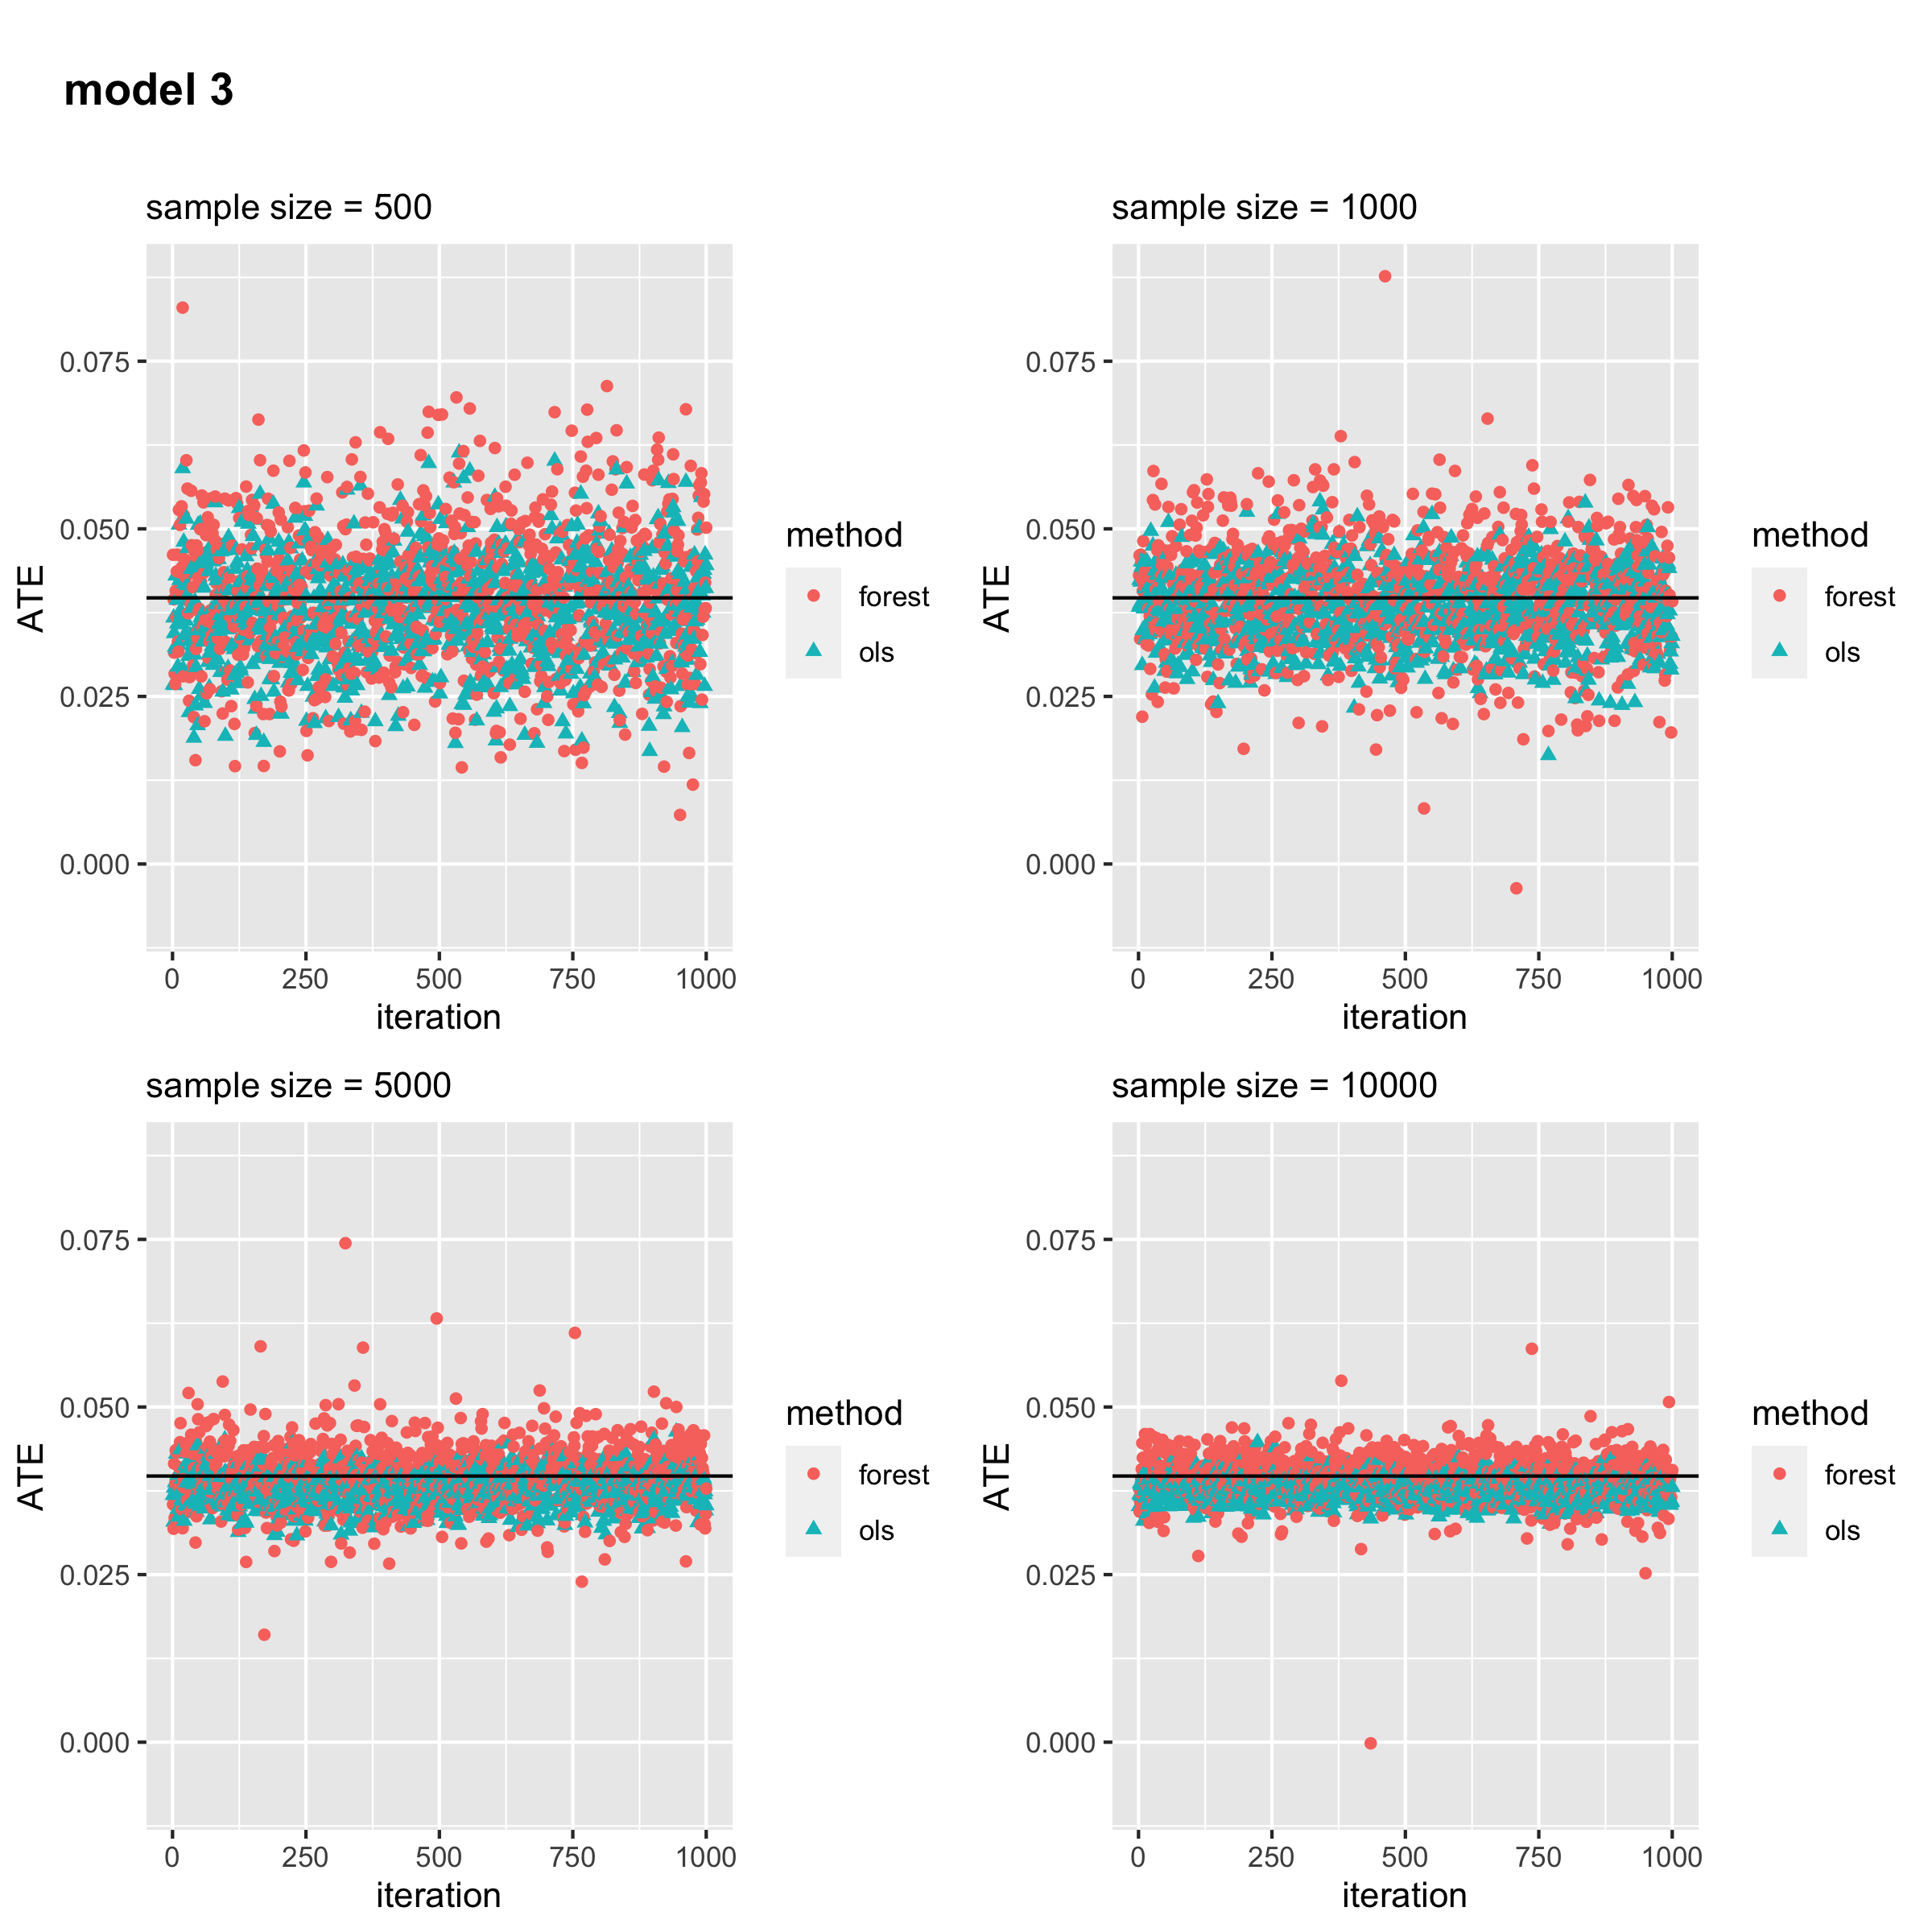 model 3
sample size = 500
0.075
0.050
0.025
0.000
ATE
0 250 500 750 1000
iteration
method
forest
ols
sample size = 1000
0.075
0.050
0.025
0.000
ATE
0 250 500 750 1000
iteration
method
forest
ols
sample size = 5000
0.075
0.050
0.025
0.000
ATE
0 250 500 750 1000
iteration
method
forest
ols
sample size = 10000
0.075
0.050
0.025
0.000
ATE
0 250 500 750 1000
iteration
method
forest
ols